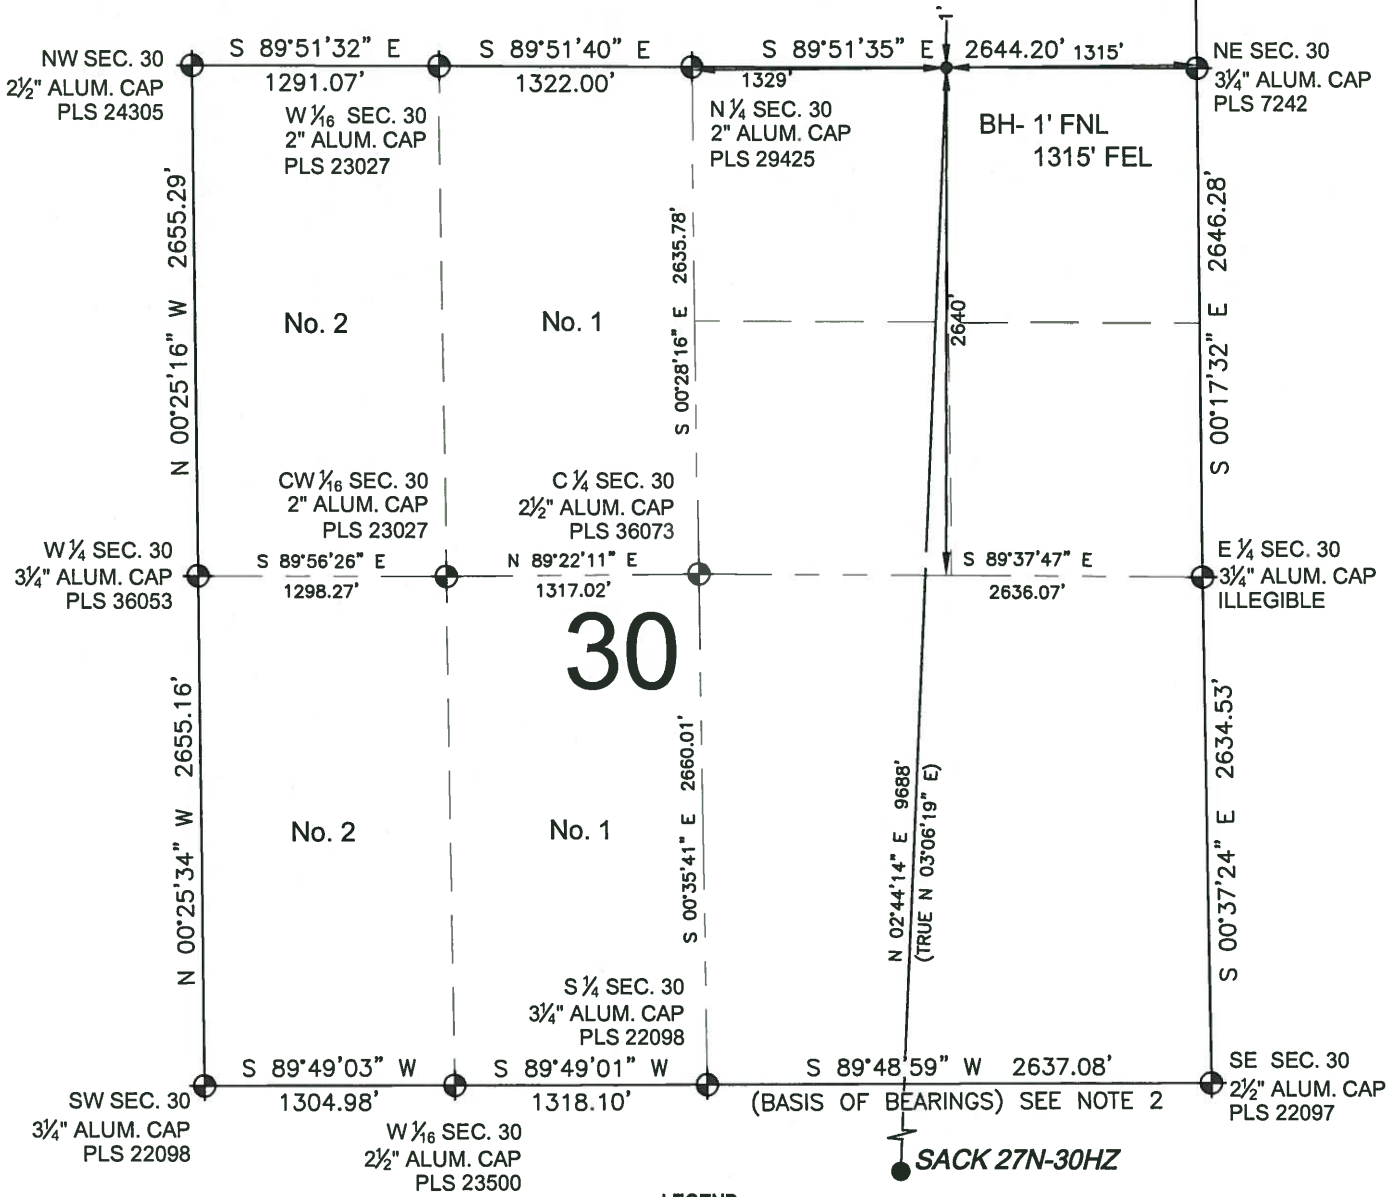 1'
S 89°51'32" E
S 89°51'40" E
S 89°51'35" E
2644.20'
1315'
1291.07'
1322.00'
1329'
NW SEC. 30
2½" ALUM. CAP
PLS 24305
W 1/16 SEC. 30
2" ALUM. CAP
PLS 23027
N ¼ SEC. 30
2" ALUM. CAP
PLS 29425
BH- 1' FNL
1315' FEL
NE SEC. 30
3¼" ALUM. CAP
PLS 7242
N 00°25'16" W 2655.29'
S 00°28'16" E 2635.78'
2640'
S 00°17'32" E 2646.28'
No. 2
No. 1
CW 1/16 SEC. 30
2" ALUM. CAP
PLS 23027
C ¼ SEC. 30
2½" ALUM. CAP
PLS 36073
W ¼ SEC. 30
3¼" ALUM. CAP
PLS 36053
S 89°56'26" E
1298.27'
N 89°22'11" E
1317.02'
S 89°37'47" E
2636.07'
E ¼ SEC. 30
3¼" ALUM. CAP
ILLEGIBLE
30
N 00°25'34" W 2655.16'
S 00°35'41" E 2660.01'
N 02°44'14" E 9688'
(TRUE N 03°06'19" E)
S 00°37'24" E 2634.53'
No. 2
No. 1
S ¼ SEC. 30
3¼" ALUM. CAP
PLS 22098
S 89°49'03" W
1304.98'
S 89°49'01" W
1318.10'
S 89°48'59" W 2637.08'
(BASIS OF BEARINGS) SEE NOTE 2
SE SEC. 30
2½" ALUM. CAP
PLS 22097
SW SEC. 30
3¼" ALUM. CAP
PLS 22098
W 1/16 SEC. 30
2½" ALUM. CAP
PLS 23500
SACK 27N-30HZ
LEGEND